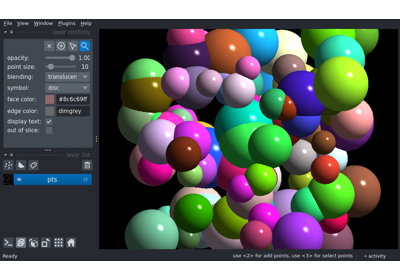 File View Window Plugins Help
layer controls
opacity: 1.00
point size: 10
blending: translucen
symbol: disc
face color: #8c6c69ff
edge color: dimgrey
display text:
out of slice:
layer list
pts
Ready use <2> for add points, use <3> for select points activity